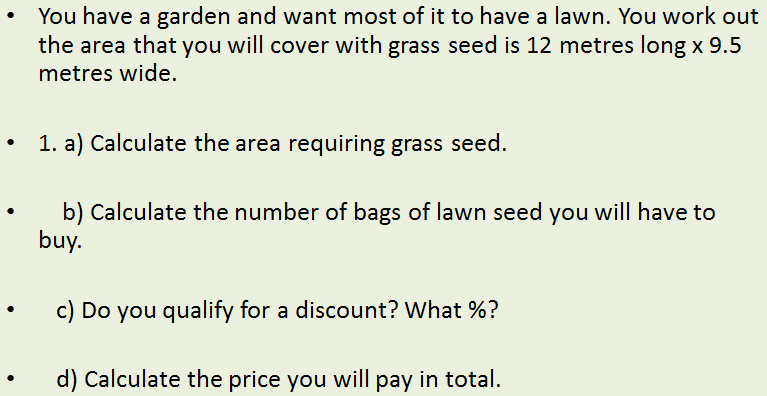 • You have a garden and want most of it to have a lawn. You work out
the area that you will cover with grass seed is 12 metres long x 9.5
metres wide.
• 1. a) Calculate the area requiring grass seed.
• b) Calculate the number of bags of lawn seed you will have to
buy.
• c) Do you qualify for a discount? What %?
• d) Calculate the price you will pay in total.